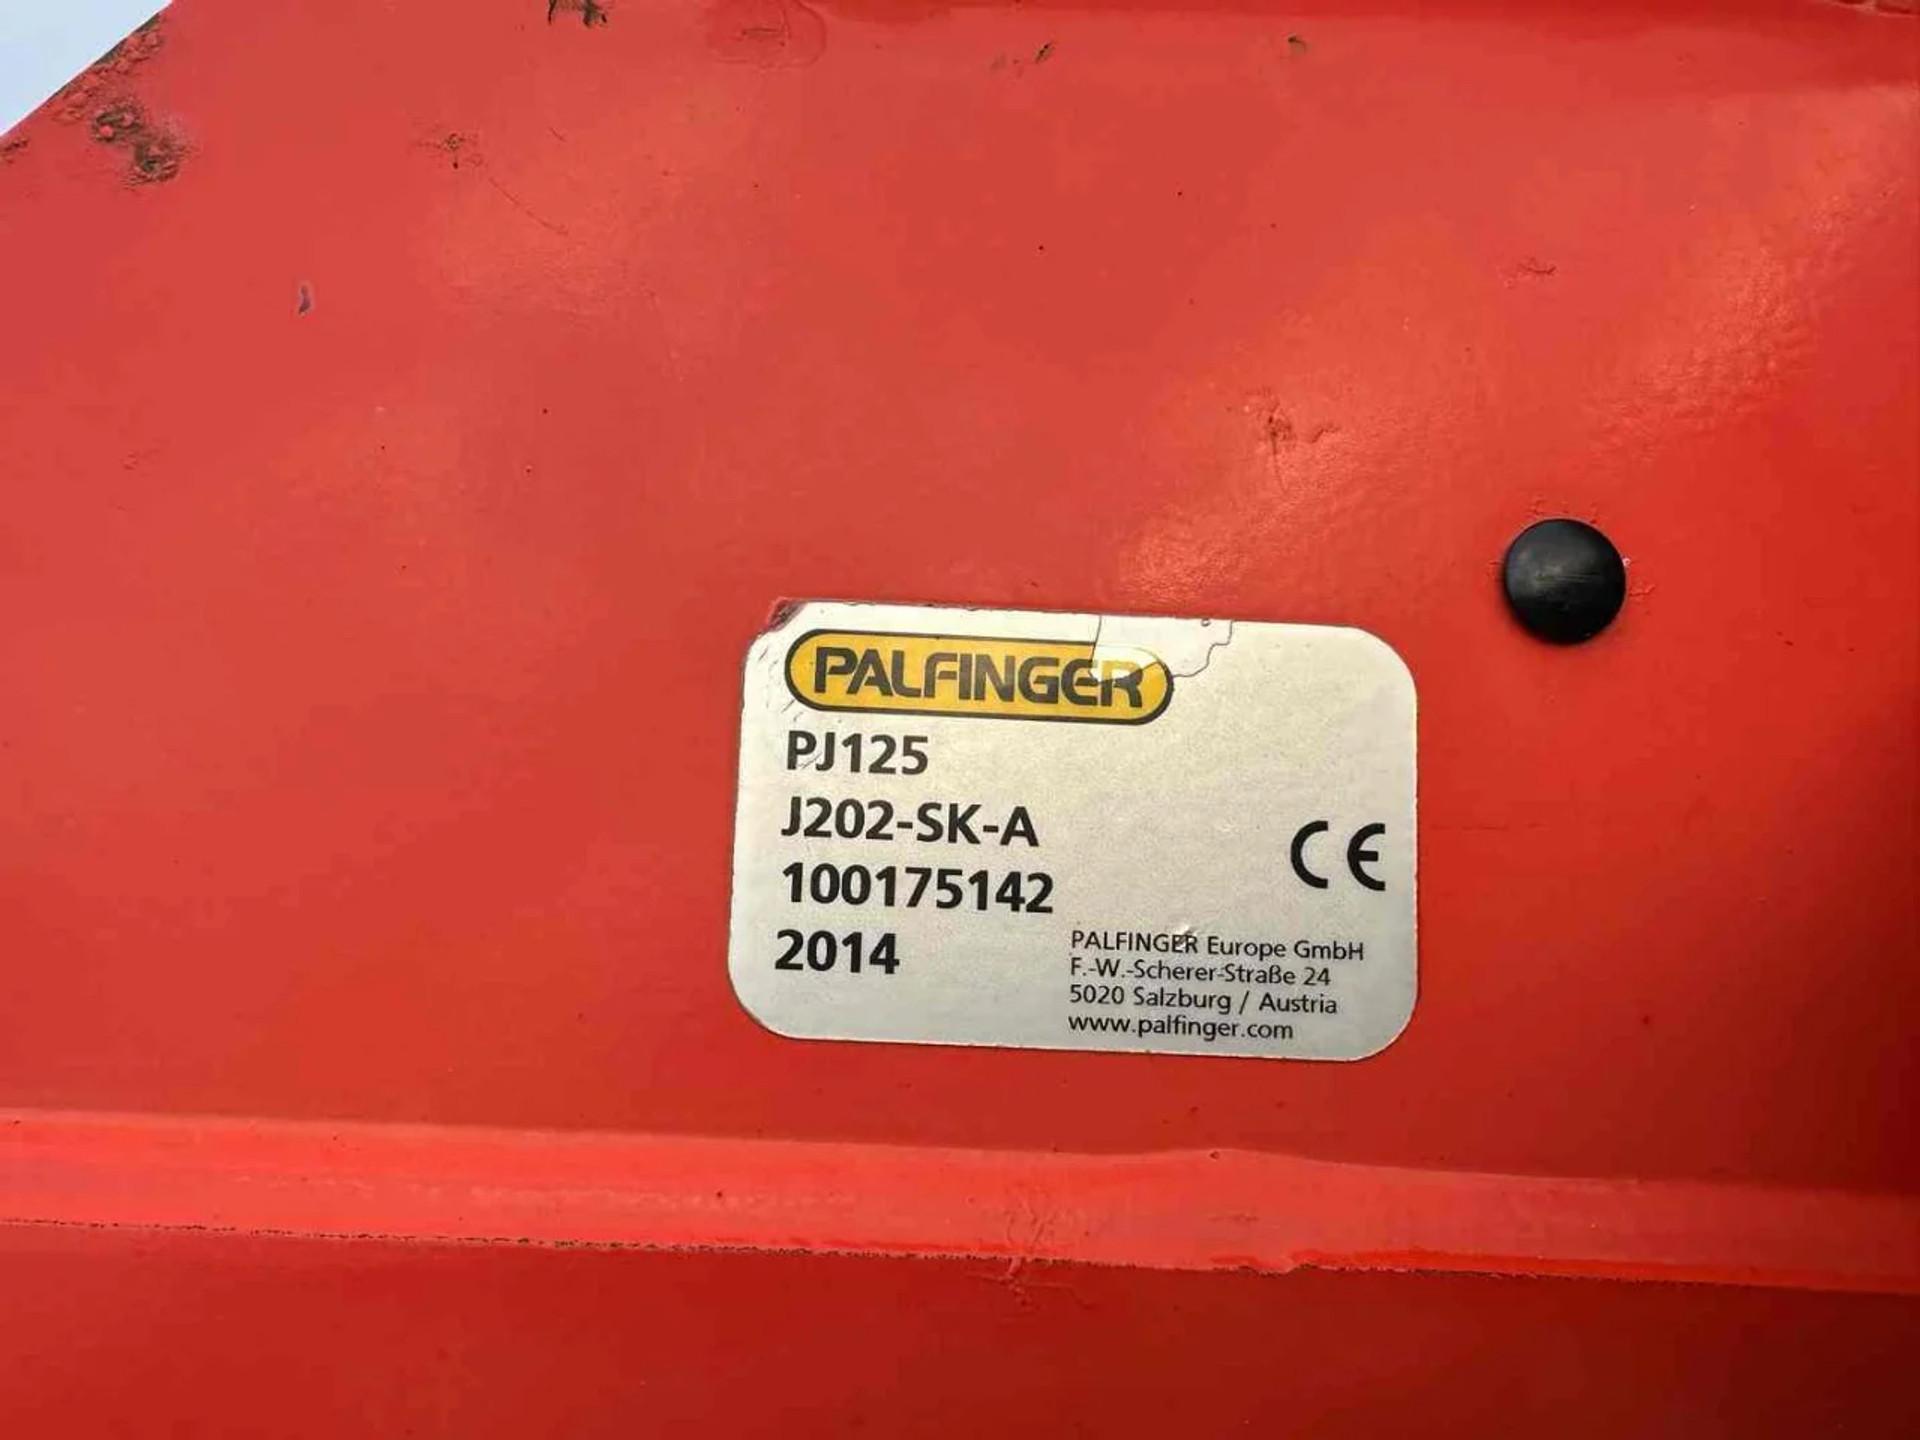 PALFINGER
PJ125
J202-SK-A
100175142
2014
CE
PALFINGER Europe GmbH
F.-W.-Scherer-Straße 24
5020 Salzburg / Austria
www.palfinger.com